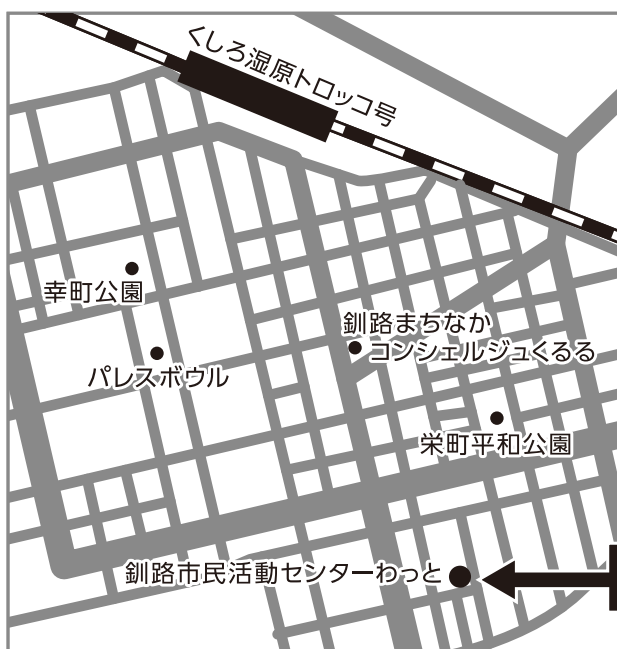 くしろ湿原トロッコ号
幸町公園
釧路まちなか
コンシェルジュくるる
パレスボウル
栄町平和公園
釧路市民活動センターわっと